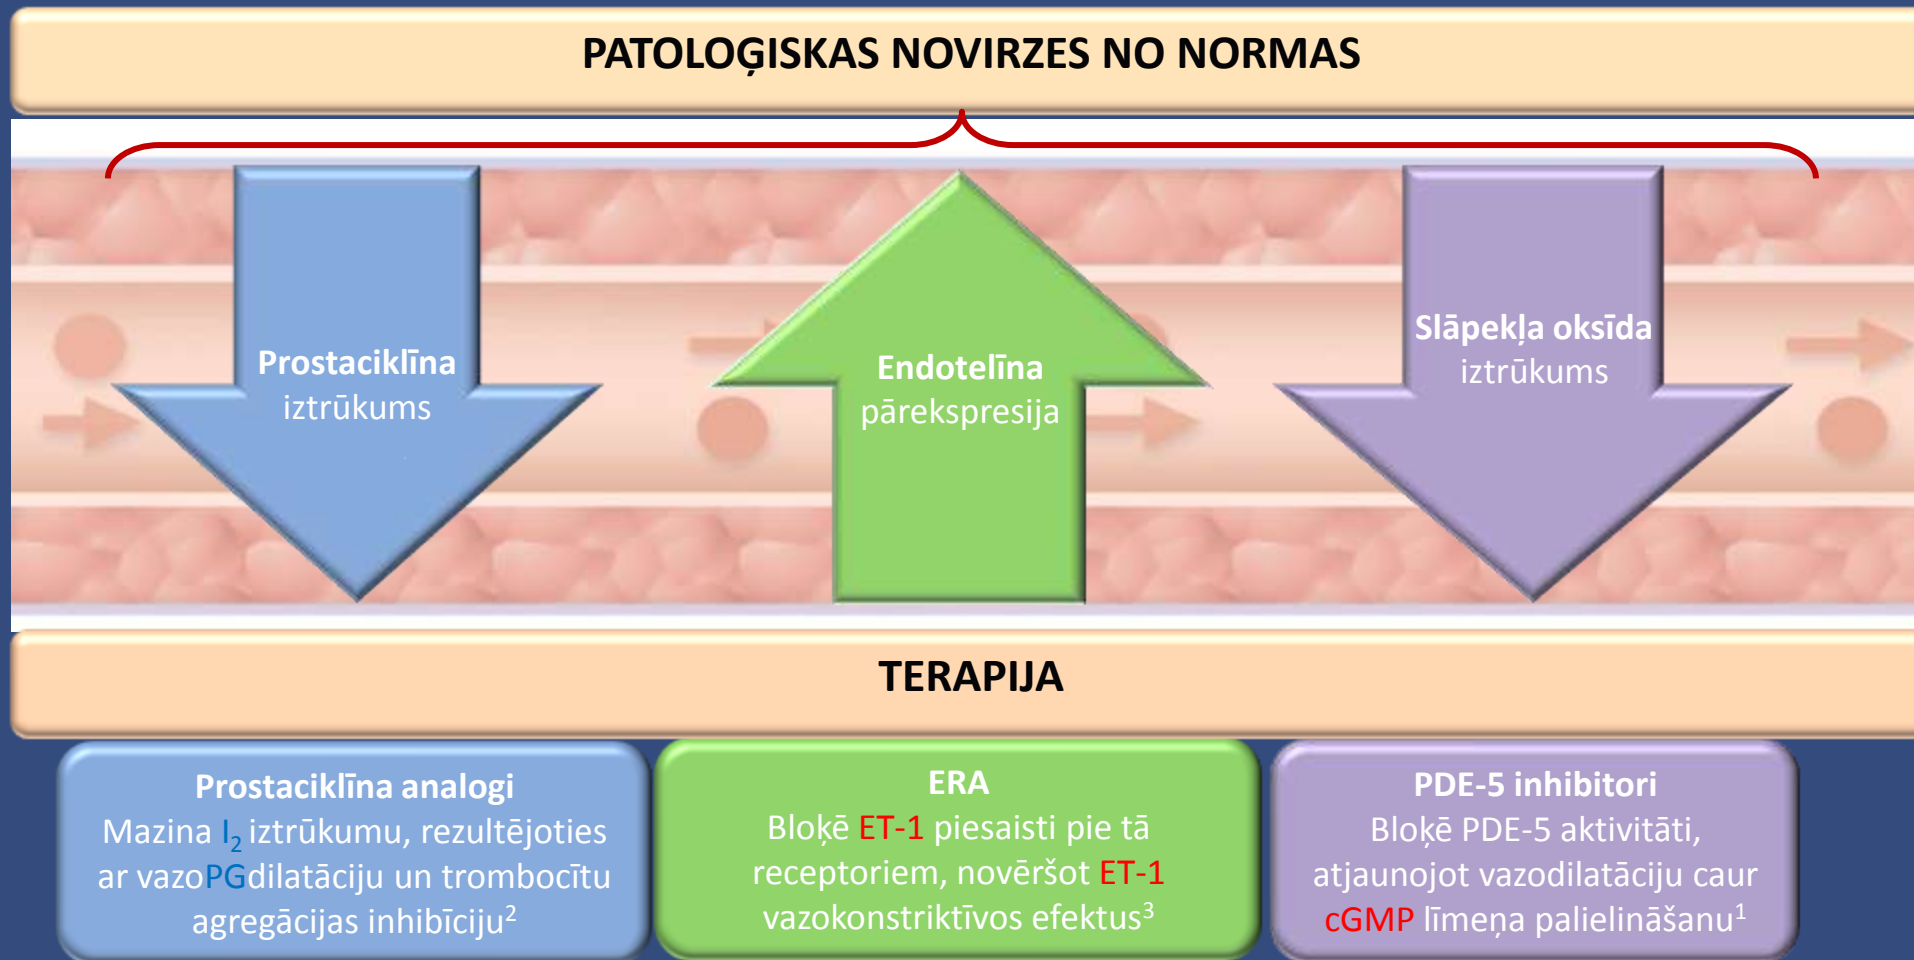 PATOLOĢISKAS NOVIRZES NO NORMAS
Prostaciklīna
iztrūkums
Endotelīna
pārekspresija
Slāpekļa oksīda
iztrūkums
TERAPIJA
Prostaciklīna analogi
Mazina I₂ iztrūkumu, rezultējoties
ar vazoPGdilatāciju un trombocītu
agregācijas inhibīciju²
ERA
Bloķē ET-1 piesaisti pie tā
receptoriem, novēršot ET-1
vazokonstriktīvos efektus³
PDE-5 inhibitori
Bloķē PDE-5 aktivitāti,
atjaunojot vazodilatāciju caur
cGMP līmeņa palielināšanu¹